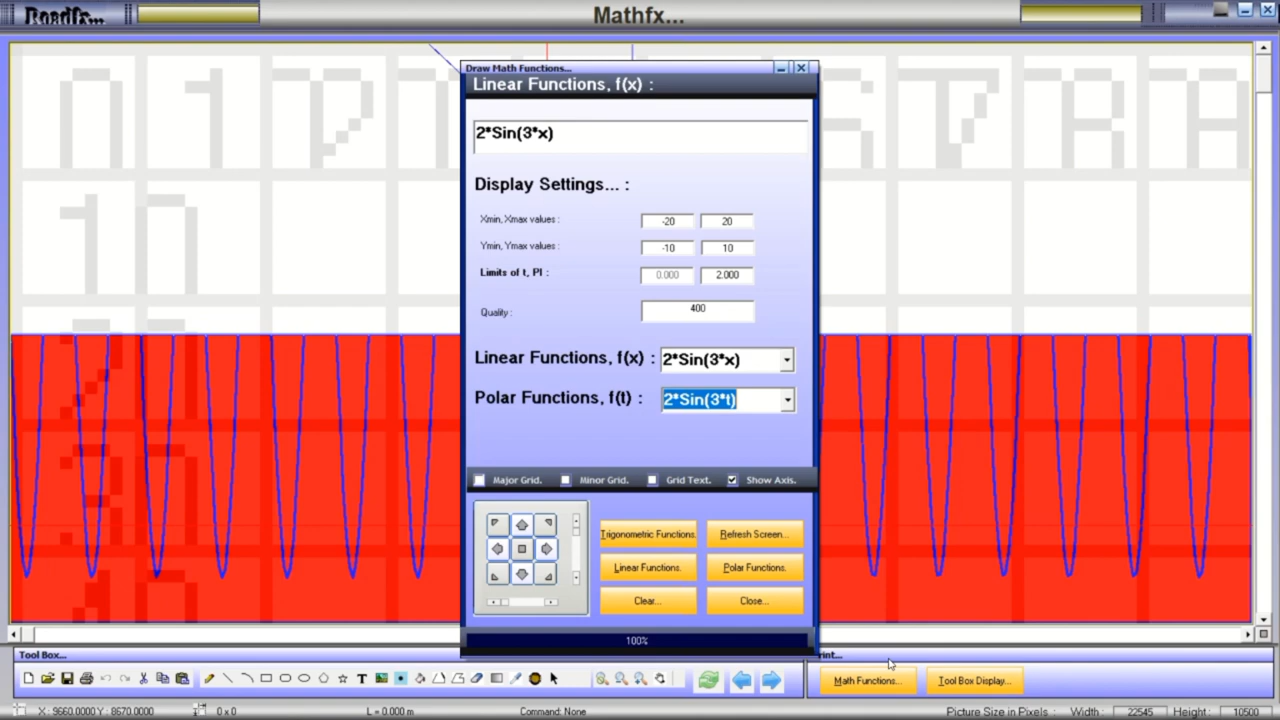 Roadfx...
Mathfx...
Draw Math Functions...
Linear Functions, f(x) :
2*Sin(3*x)
Display Settings... :
Xmin, Xmax values : -20 20
Ymin, Ymax values : -10 10
Limits of t, PI : 0.000 2.000
Quality : 400
Linear Functions, f(x) : 2*Sin(3*x)
Polar Functions, f(t) : 2*Sin(3*t)
Major Grid. Minor Grid. Grid Text. Show Axis.
Trigonometric Functions. Refresh Screen...
Linear Functions. Polar Functions.
Clear... Close...
100%
Tool Box... rint...
Math Functions... Tool Box Display...
X: 9660.0000 Y: 8670.0000 0 x 0 L = 0.000 m Command: None Picture Size in Pixels : Width : 22545 Height : 10500